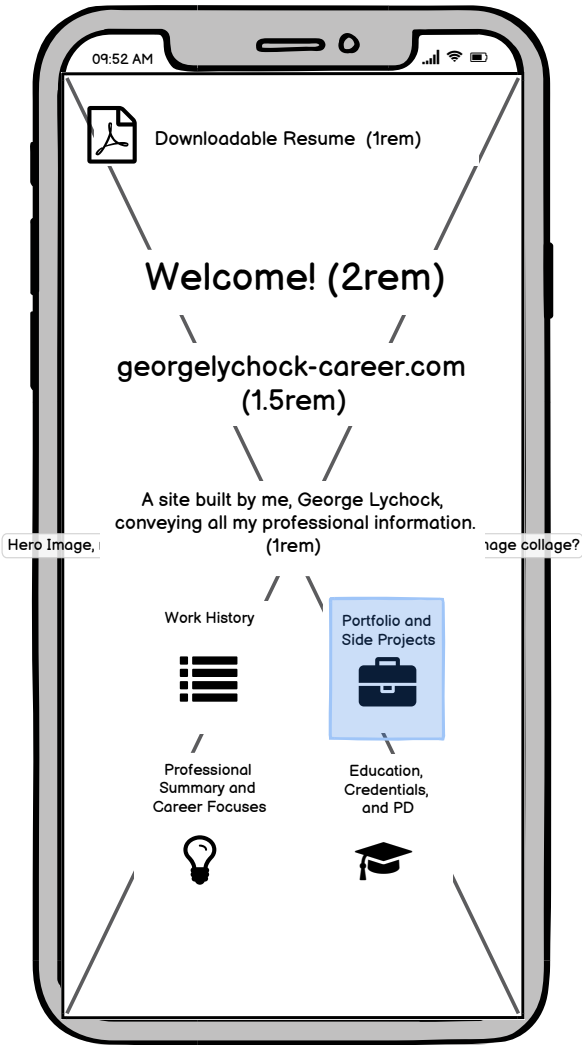 09:52 AM
Downloadable Resume (1rem)
Welcome! (2rem)
georgelychock-career.com
(1.5rem)
A site built by me, George Lychock,
conveying all my professional information.
(1rem)
Hero Image,
collage?
Work History
Portfolio and
Side Projects
Professional
Summary and
Career Focuses
Education,
Credentials,
and PD